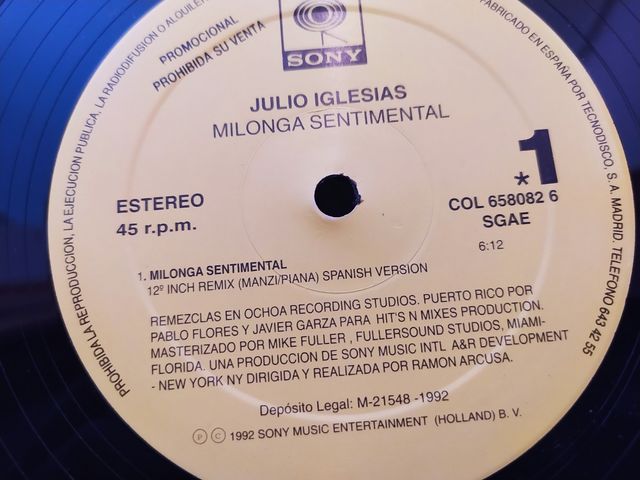 PROHIBIDA LA REPRODUCCION, LA EJECUCION PUBLICA, LA RADIODIFUSION O ALQUILER
FABRICADO EN ESPAÑA POR TECNODISCO, S. A. MADRID. TELEFONO 643 42 55
PROMOCIONAL
PROHIBIDA SU VENTA
SONY
JULIO IGLESIAS
MILONGA SENTIMENTAL
*1
ESTEREO
45 r.p.m.
COL 658082 6
SGAE
6:12
1. MILONGA SENTIMENTAL
12º INCH REMIX (MANZI/PIANA) SPANISH VERSION
REMEZCLAS EN OCHOA RECORDING STUDIOS. PUERTO RICO POR
PABLO FLORES Y JAVIER GARZA PARA HIT'S N MIXES PRODUCTION.
MASTERIZADO POR MIKE FULLER , FULLERSOUND STUDIOS, MIAMI-
FLORIDA. UNA PRODUCCION DE SONY MUSIC INTL A&R DEVELOPMENT
- NEW YORK NY DIRIGIDA Y REALIZADA POR RAMON ARCUSA.
Depósito Legal: M-21548 -1992
Ⓟ © 1992 SONY MUSIC ENTERTAINMENT (HOLLAND) B. V.